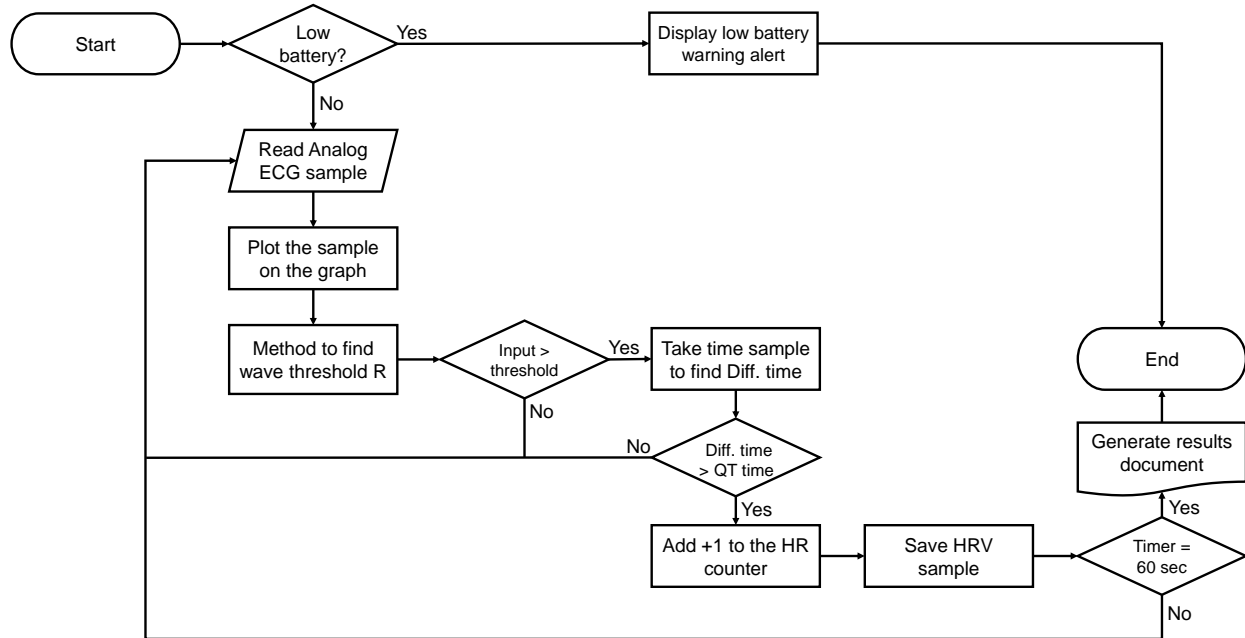 Start
Low
battery?
Yes
Display low battery
warning alert
No
Read Analog
ECG sample
Plot the sample
on the graph
Method to find
wave threshold R
Input >
threshold
Yes
Take time sample
to find Diff. time
End
No
No
Diff. time
> QT time
Generate results
document
Yes
Yes
Add +1 to the HR
counter
Save HRV
sample
Timer =
60 sec
No